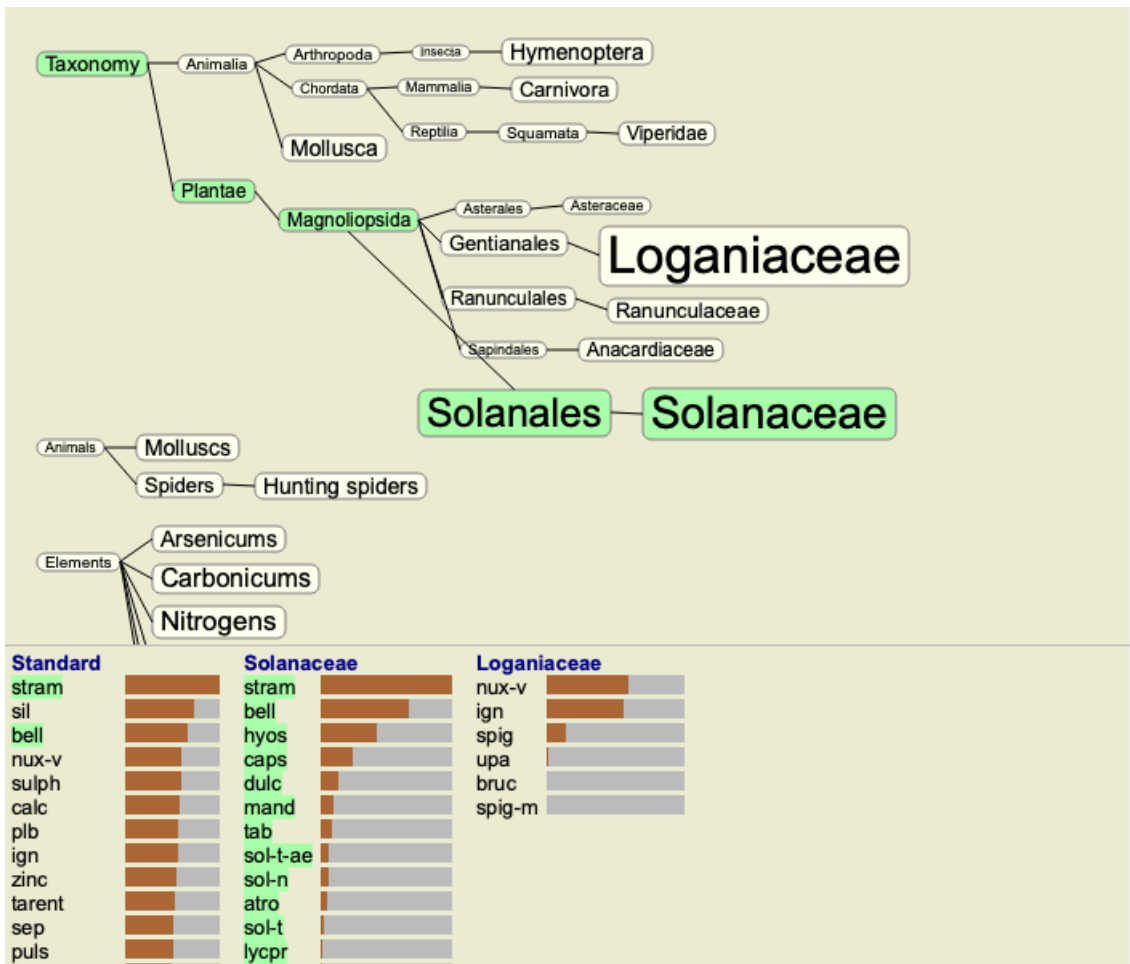 Taxonomy
Animalia
Arthropoda
Insecta
Hymenoptera
Chordata
Mammalia
Carnivora
Reptilia
Squamata
Viperidae
Mollusca
Plantae
Magnoliopsida
Asterales
Asteraceae
Gentianales
Loganiaceae
Ranunculales
Ranunculaceae
Sapindales
Anacardiaceae
Solanales
Solanaceae
Animals
Molluscs
Spiders
Hunting spiders
Elements
Arsenicums
Carbonicums
Nitrogens
Standard
stram
sil
bell
nux-v
sulph
calc
plb
ign
zinc
tarent
sep
puls
Solanaceae
stram
bell
hyos
caps
dulc
mand
tab
sol-t-ae
sol-n
atro
sol-t
lycpr
Loganiaceae
nux-v
ign
spig
upa
bruc
spig-m